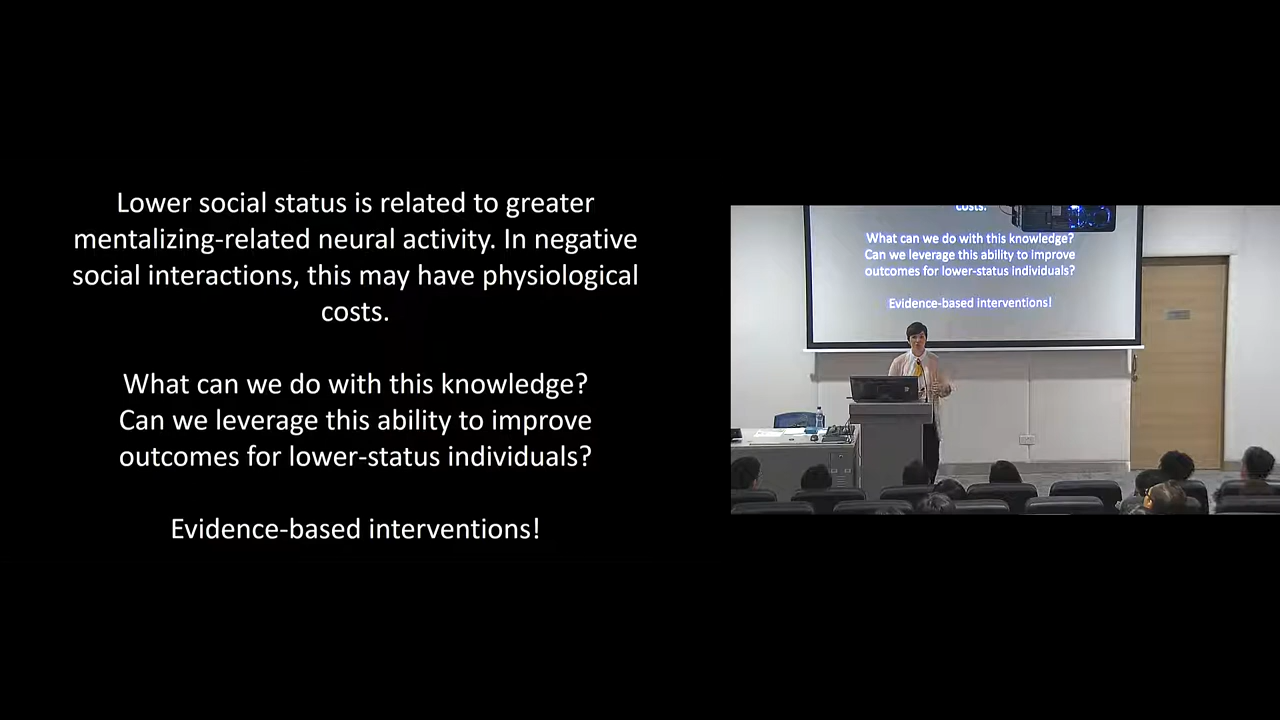 Lower social status is related to greater
mentalizing-related neural activity. In negative
social interactions, this may have physiological
costs.
What can we do with this knowledge?
Can we leverage this ability to improve
outcomes for lower-status individuals?
Evidence-based interventions!
costs.
What can we do with this knowledge?
Can we leverage this ability to improve
outcomes for lower-status individuals?
Evidence-based interventions!